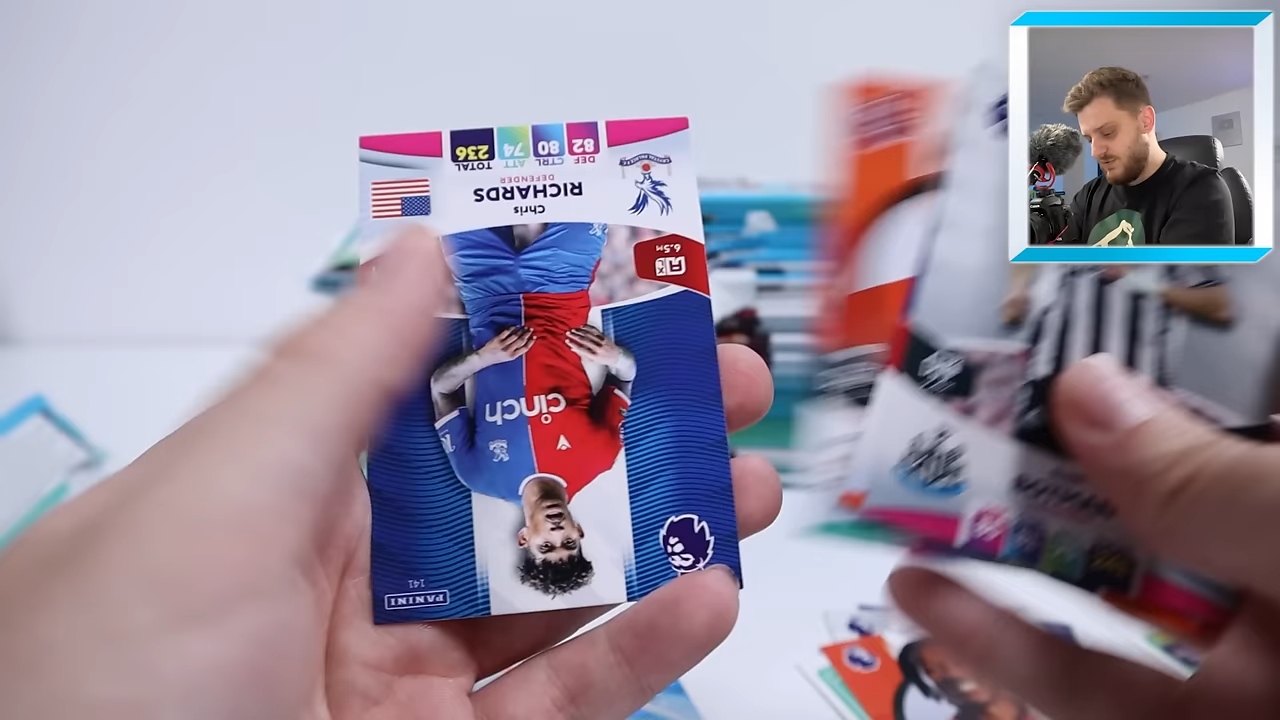 PANINI
141
cinch
6.5M
Chris
RICHARDS
DEFENDER
DEF CTRL ATT TOTAL
82 80 74 236